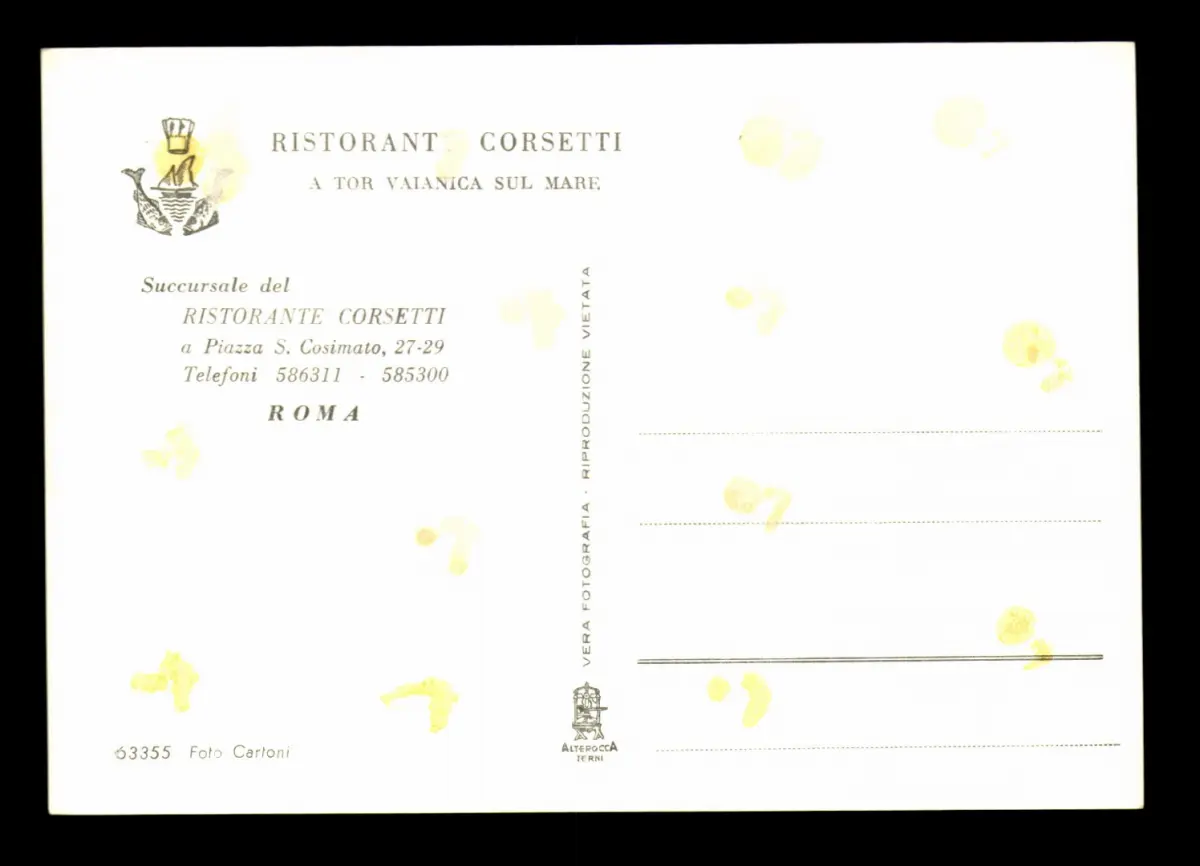 RISTORANT CORSETTI
A TOR VAIANICA SUL MARE
Succursale del
RISTORANTE CORSETTI
a Piazza S. Cosimato, 27-29
Telefoni 586311 - 585300
ROMA
VERA FOTOGRAFIA - RIPRODUZIONE VIETATA
63355 Foto Cartoni
ALTEROCCA
TERNI